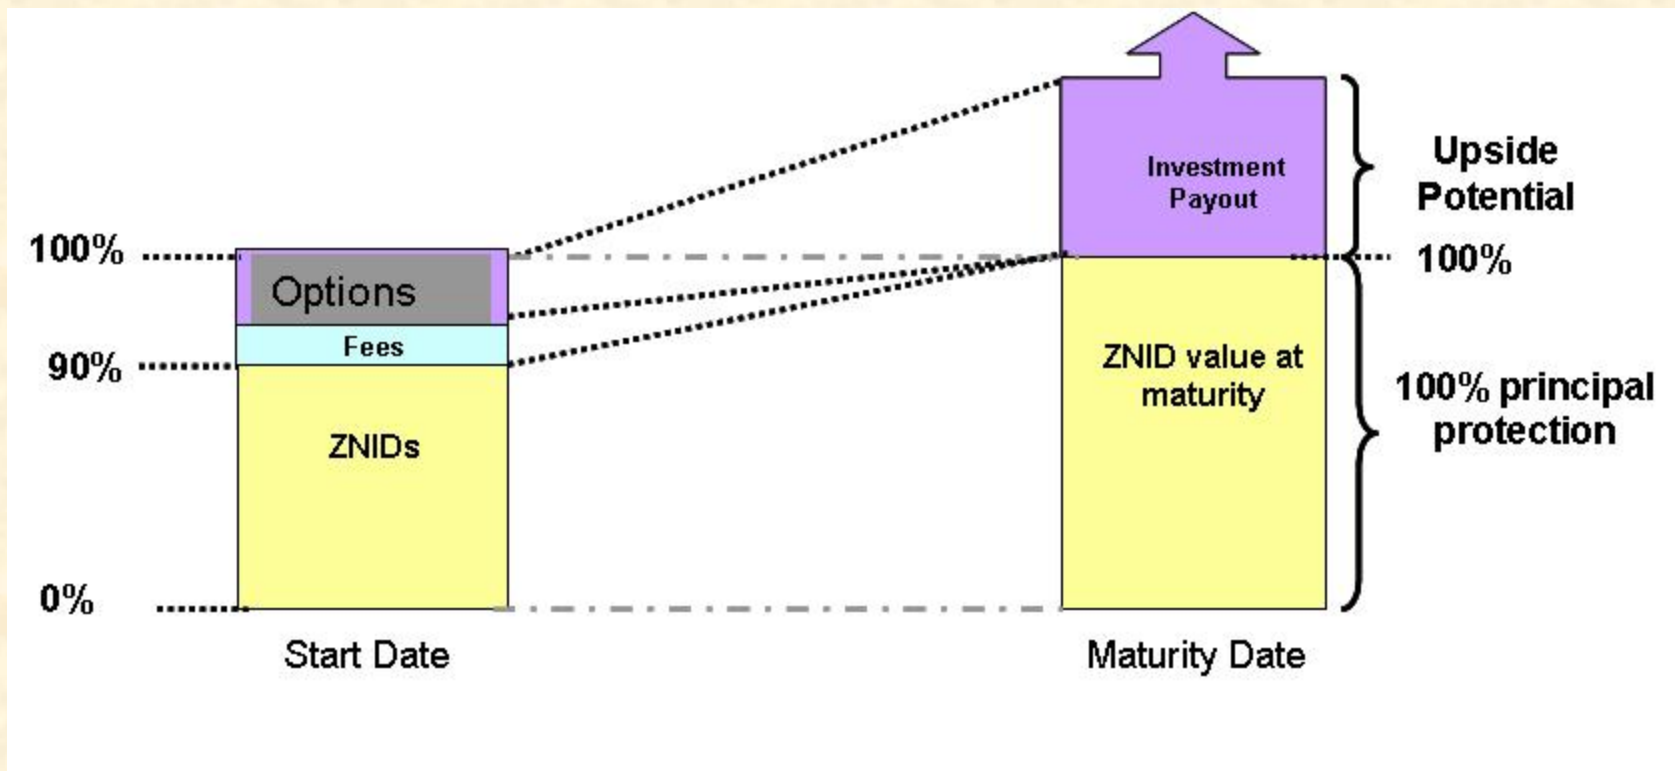 Investment
Payout
Upside
Potential
100%
Options
100%
Fees
90%
ZNID value at
maturity
100% principal
protection
ZNIDs
0%
Start Date
Maturity Date